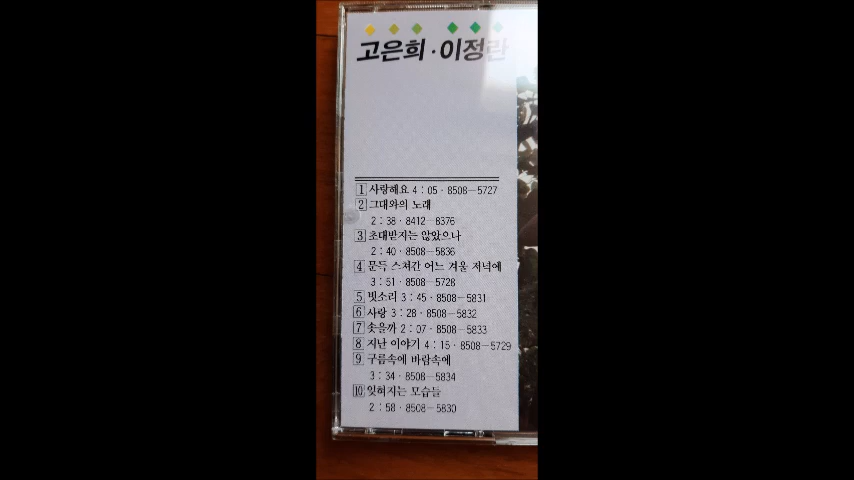 고은희·이정란
1 사랑해요 4:05·8508-5727
2 그대와의 노래
2:38·8412-8376
3 초대받지는 않았으나
2:40·8508-5836
4 문득 스쳐간 어느 겨울 저녁에
3:51·8508-5728
5 빗소리 3:45·8508-5831
6 사랑 3:28·8508-5832
7 솟을까 2:07·8508-5833
8 지난 이야기 4:15·8508-5729
9 구름속에 바람속에
3:34·8508-5834
10 잊혀지는 모습들
2:58·8508-5830